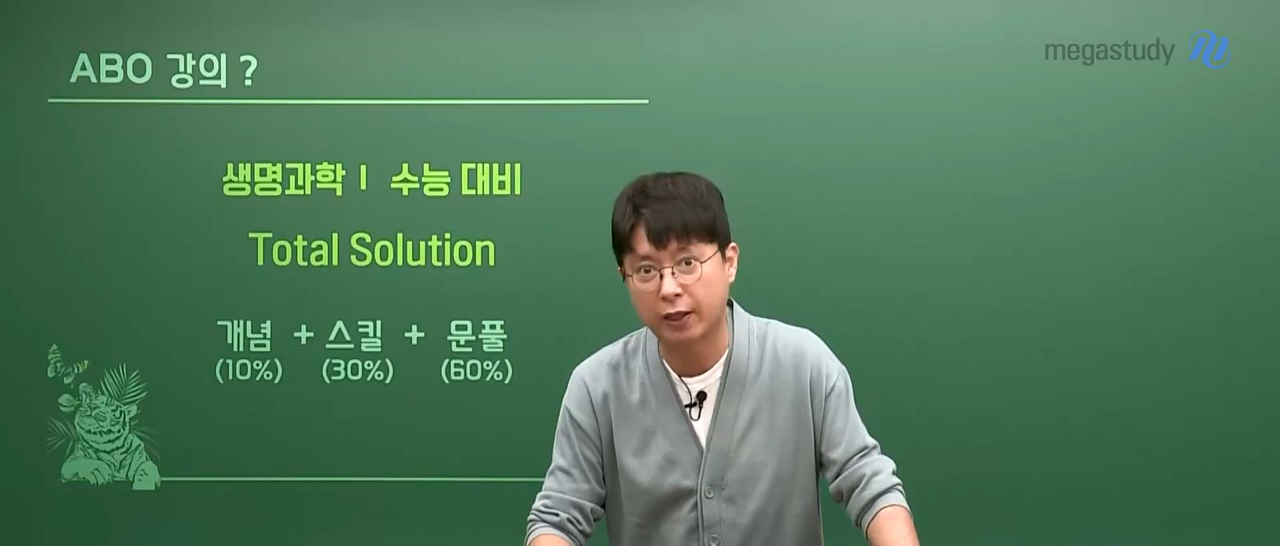 megastudy
ABO 강의 ?
생명과학 I 수능 대비
Total Solution
개념 + 스킬 + 문풀
(10%) (30%) (60%)